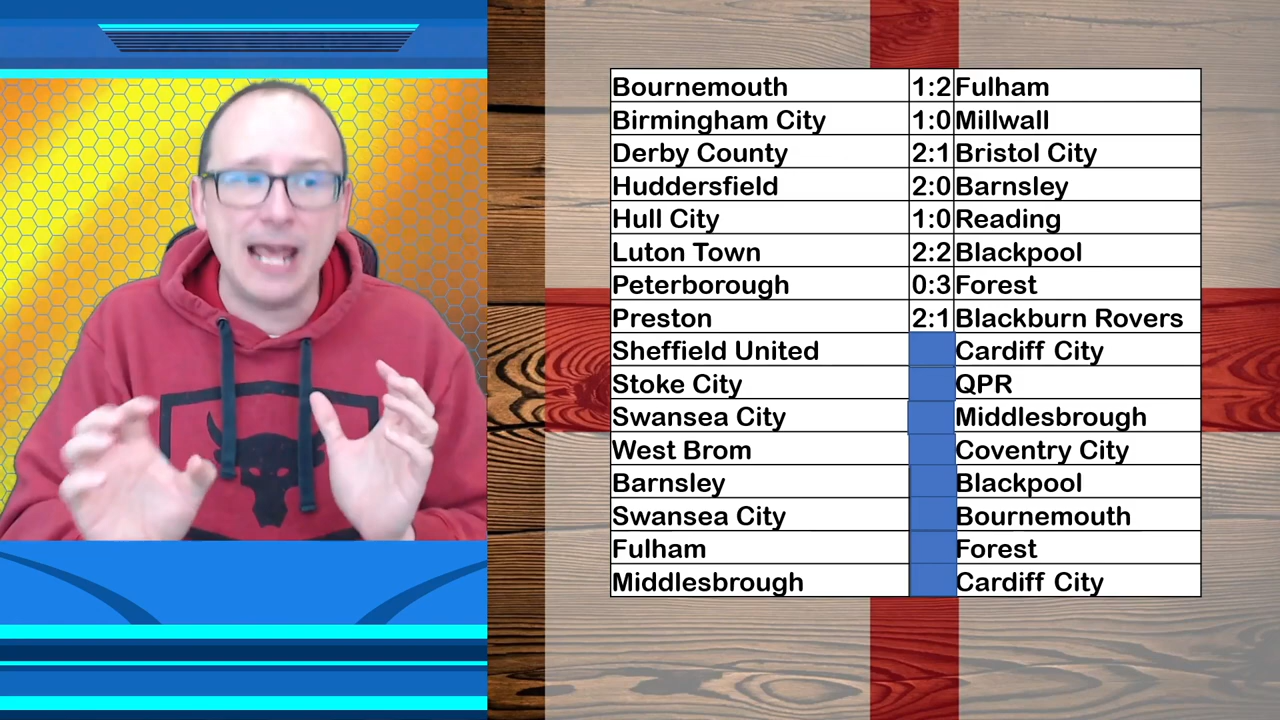 Bournemouth 1:2 Fulham
Birmingham City 1:0 Millwall
Derby County 2:1 Bristol City
Huddersfield 2:0 Barnsley
Hull City 1:0 Reading
Luton Town 2:2 Blackpool
Peterborough 0:3 Forest
Preston 2:1 Blackburn Rovers
Sheffield United Cardiff City
Stoke City QPR
Swansea City Middlesbrough
West Brom Coventry City
Barnsley Blackpool
Swansea City Bournemouth
Fulham Forest
Middlesbrough Cardiff City